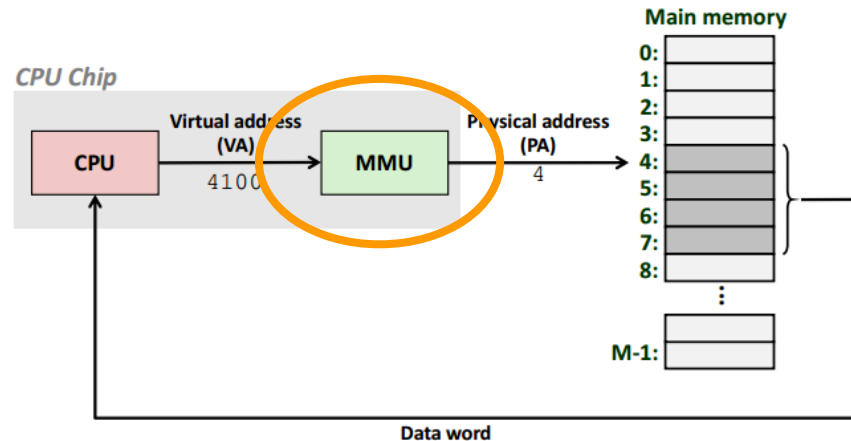 Main memory
0:
CPU Chip
1:
2:
Virtual address
(VA)
Physical address
(PA)
3:
CPU
MMU
4:
4100
4
5:
6:
7:
8:
M-1:
Data word